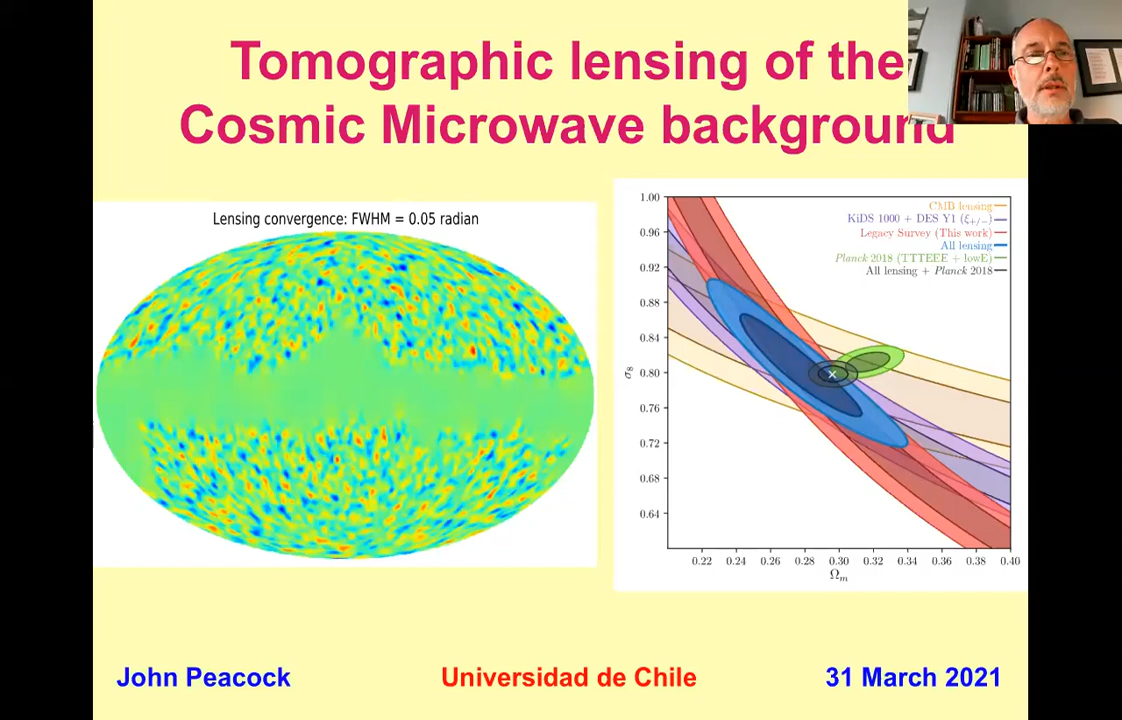 Tomographic lensing of the
Cosmic Microwave background
Lensing convergence: FWHM = 0.05 radian
CMB lensing
KiDS 1000 + DES Y1 (ξ+/−)
Legacy Survey (This work)
All lensing
Planck 2018 (TTTEEE + lowE)
All lensing + Planck 2018
1.00
0.96
0.92
0.88
0.84
0.80
0.76
0.72
0.68
0.64
σ8
0.22 0.24 0.26 0.28 0.30 0.32 0.34 0.36 0.38 0.40
Ωm
John Peacock Universidad de Chile 31 March 2021